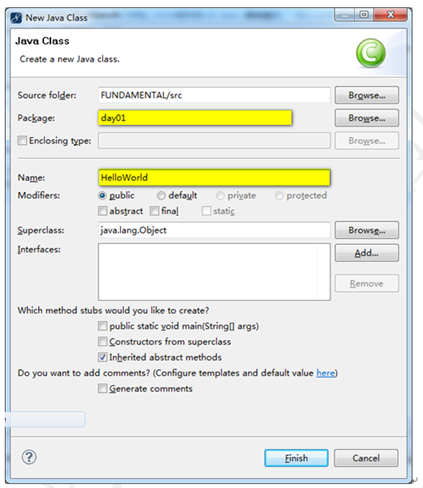 New Java Class
Java Class
Create a new Java class.
Source folder: FUNDAMENTAL/src Browse...
Package: day01 Browse...
Enclosing type: Browse...
Name: HelloWorld
Modifiers: public default private protected
abstract final static
Superclass: java.lang.Object Browse...
Interfaces: Add...
Remove
Which method stubs would you like to create?
public static void main(String[] args)
Constructors from superclass
Inherited abstract methods
Do you want to add comments? (Configure templates and default value here)
Generate comments
? Finish Cancel